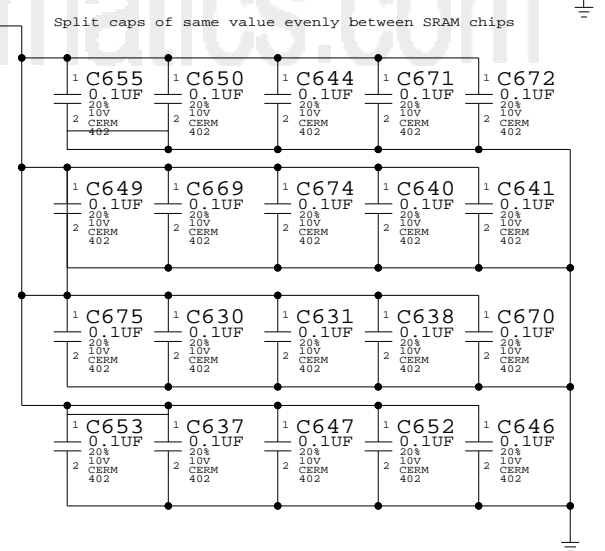 Split caps of same value evenly between SRAM chips
matics.com
1 C655 1 C650 1 C644 1 C671 1 C672
0.1UF 0.1UF 0.1UF 0.1UF 0.1UF
20% 20% 20% 20% 20%
10V 10V 10V 10V 10V
2 CERM 2 CERM 2 CERM 2 CERM 2 CERM
402 402 402 402 402
1 C649 1 C669 1 C674 1 C640 1 C641
0.1UF 0.1UF 0.1UF 0.1UF 0.1UF
20% 20% 20% 20% 20%
10V 10V 10V 10V 10V
2 CERM 2 CERM 2 CERM 2 CERM 2 CERM
402 402 402 402 402
1 C675 1 C630 1 C631 1 C638 1 C670
0.1UF 0.1UF 0.1UF 0.1UF 0.1UF
20% 20% 20% 20% 20%
10V 10V 10V 10V 10V
2 CERM 2 CERM 2 CERM 2 CERM 2 CERM
402 402 402 402 402
1 C653 1 C637 1 C647 1 C652 1 C646
0.1UF 0.1UF 0.1UF 0.1UF 0.1UF
20% 20% 20% 20% 20%
10V 10V 10V 10V 10V
2 CERM 2 CERM 2 CERM 2 CERM 2 CERM
402 402 402 402 402